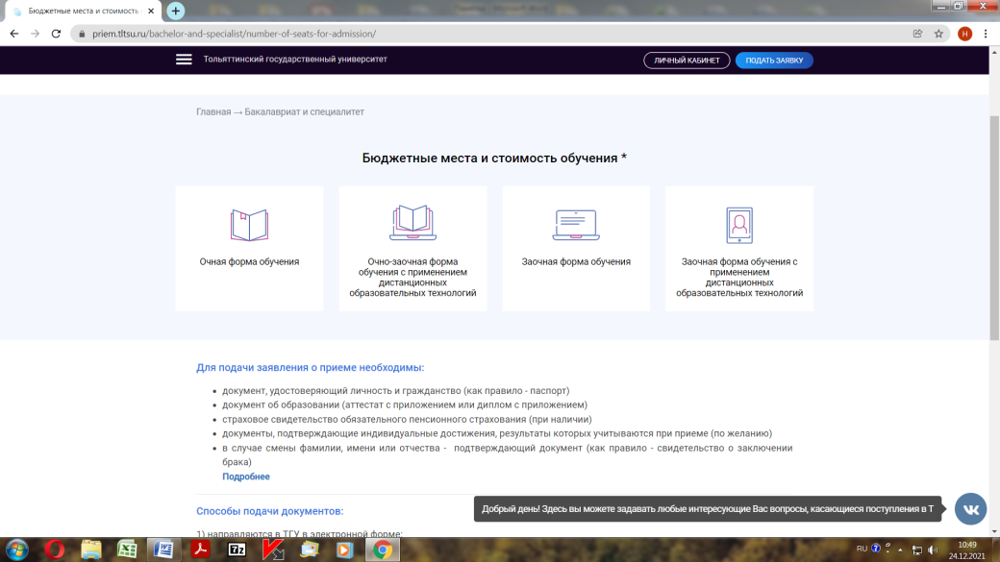 Бюджетные места и стоимость
priem.tltsu.ru/bachelor-and-specialist/number-of-seats-for-admission/
Н
Тольяттинский государственный университет
ЛИЧНЫЙ КАБИНЕТ
ПОДАТЬ ЗАЯВКУ
Главная → Бакалавриат и специалитет
Бюджетные места и стоимость обучения *
Очная форма обучения
Очно-заочная форма
обучения с применением
дистанционных
образовательных технологий
Заочная форма обучения
Заочная форма обучения с
применением
дистанционных
образовательных технологий
Для подачи заявления о приеме необходимы:
документ, удостоверяющий личность и гражданство (как правило - паспорт)
документ об образовании (аттестат с приложением или диплом с приложением)
страховое свидетельство обязательного пенсионного страхования (при наличии)
документы, подтверждающие индивидуальные достижения, результаты которых учитываются при приеме (по желанию)
в случае смены фамилии, имени или отчества - подтверждающий документ (как правило - свидетельство о заключении
брака)
Подробнее
Способы подачи документов:
Добрый день! Здесь вы можете задавать любые интересующие Вас вопросы, касающиеся поступления в Т
1) направляются в ТГУ в электронной форме:
RU
10:49
24.12.2021